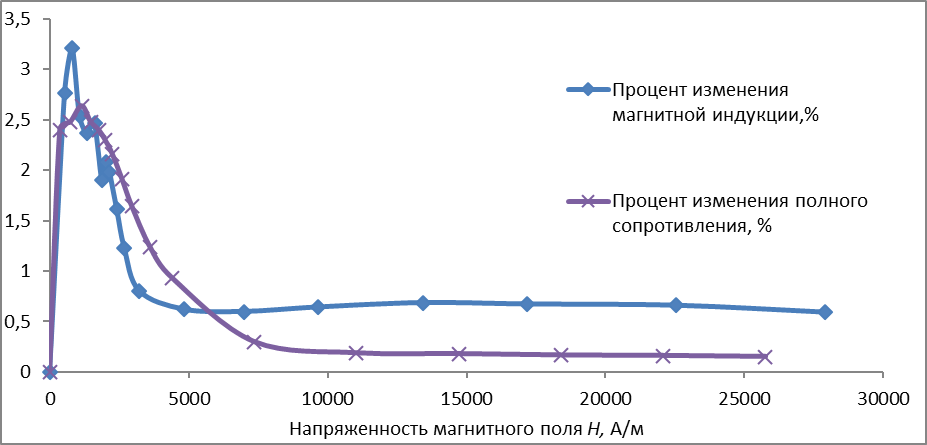 3,5
3
2,5
2
1,5
1
0,5
0
0 5000 10000 15000 20000 25000 30000
Напряженность магнитного поля H, А/м
Процент изменения
магнитной индукции,%
Процент изменения полного
сопротивления, %